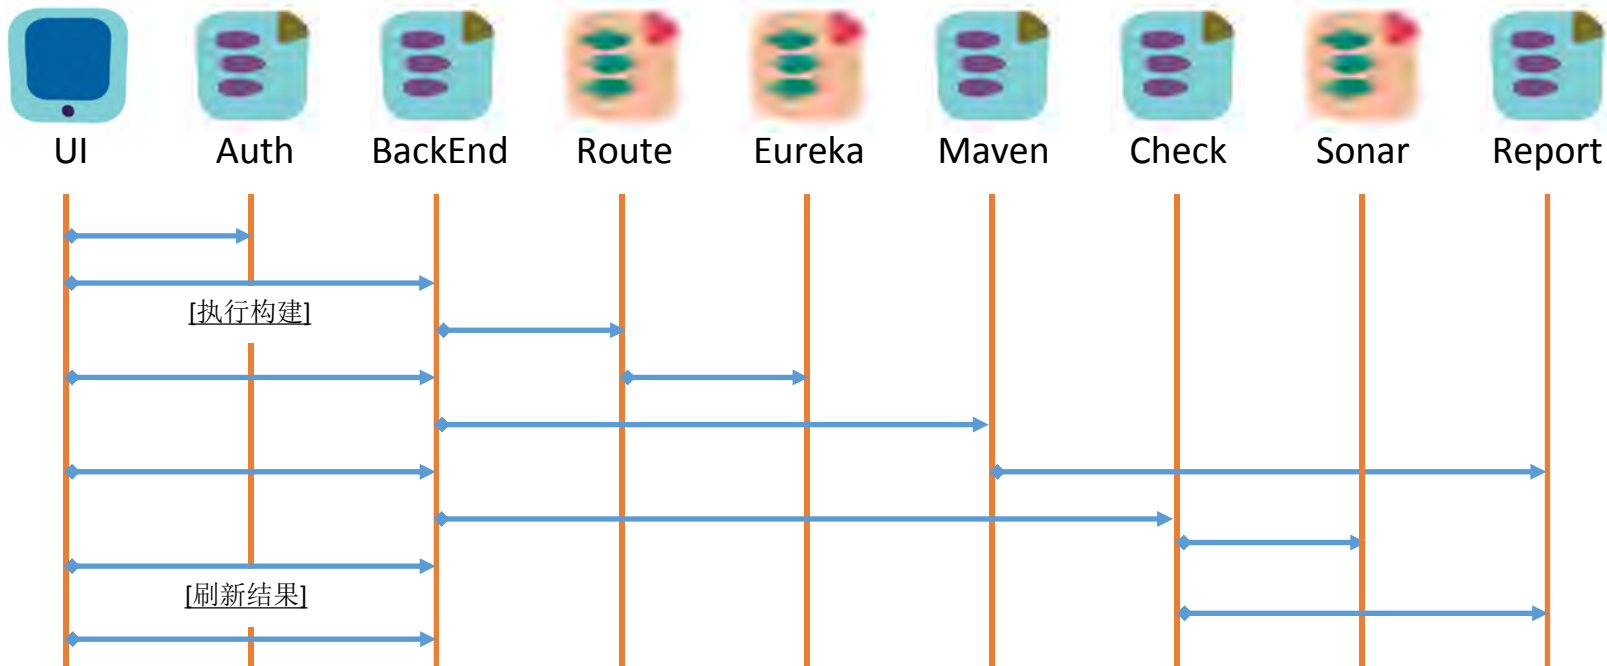 UI Auth BackEnd Route Eureka Maven Check Sonar Report
[执行构建]
[刷新结果]